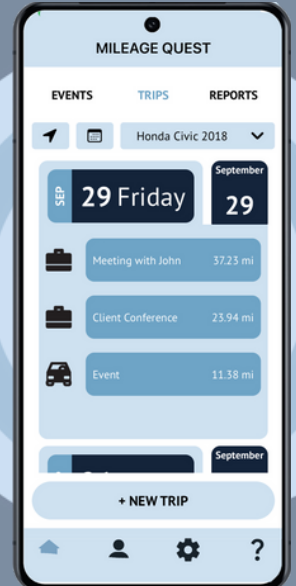 MILEAGE QUEST
EVENTS TRIPS REPORTS
Honda Civic 2018
SEP 29 Friday
September
29
Meeting with John 37.23 mi
Client Conference 23.94 mi
Event 11.38 mi
September
+ NEW TRIP
?